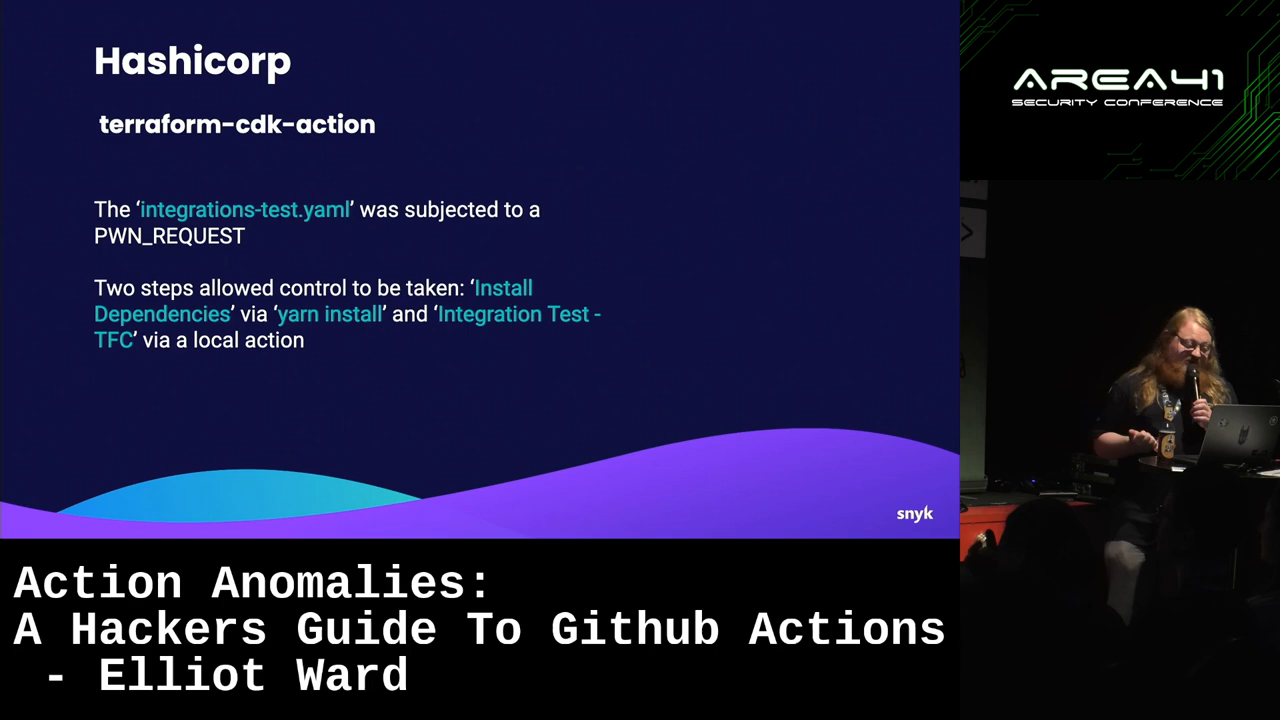 Hashicorp
terraform-cdk-action
The ‘integrations-test.yaml’ was subjected to a
PWN_REQUEST
Two steps allowed control to be taken: ‘Install
Dependencies’ via ‘yarn install’ and ‘Integration Test -
TFC’ via a local action
snyk
AREA41
SECURITY CONFERENCE
Action Anomalies:
A Hackers Guide To Github Actions
- Elliot Ward